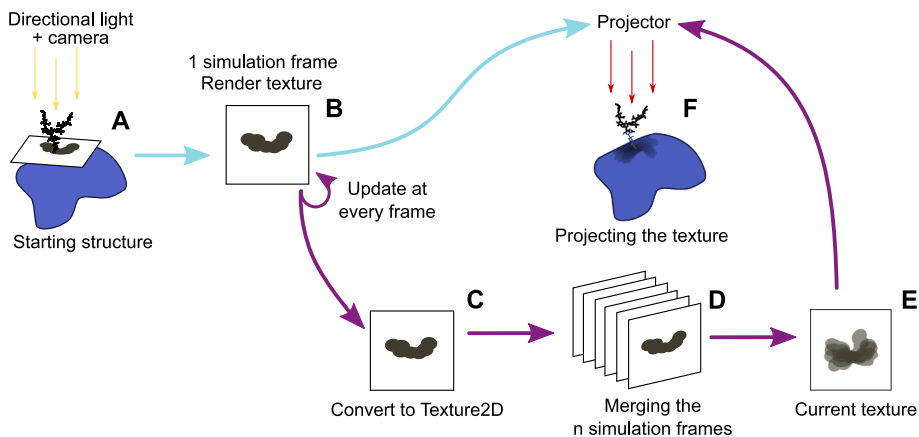 Directional light
+ camera
A
Starting structure
1 simulation frame
Render texture
B
Update at
every frame
Projector
F
Projecting the texture
C
Convert to Texture2D
D
Merging the
n simulation frames
E
Current texture